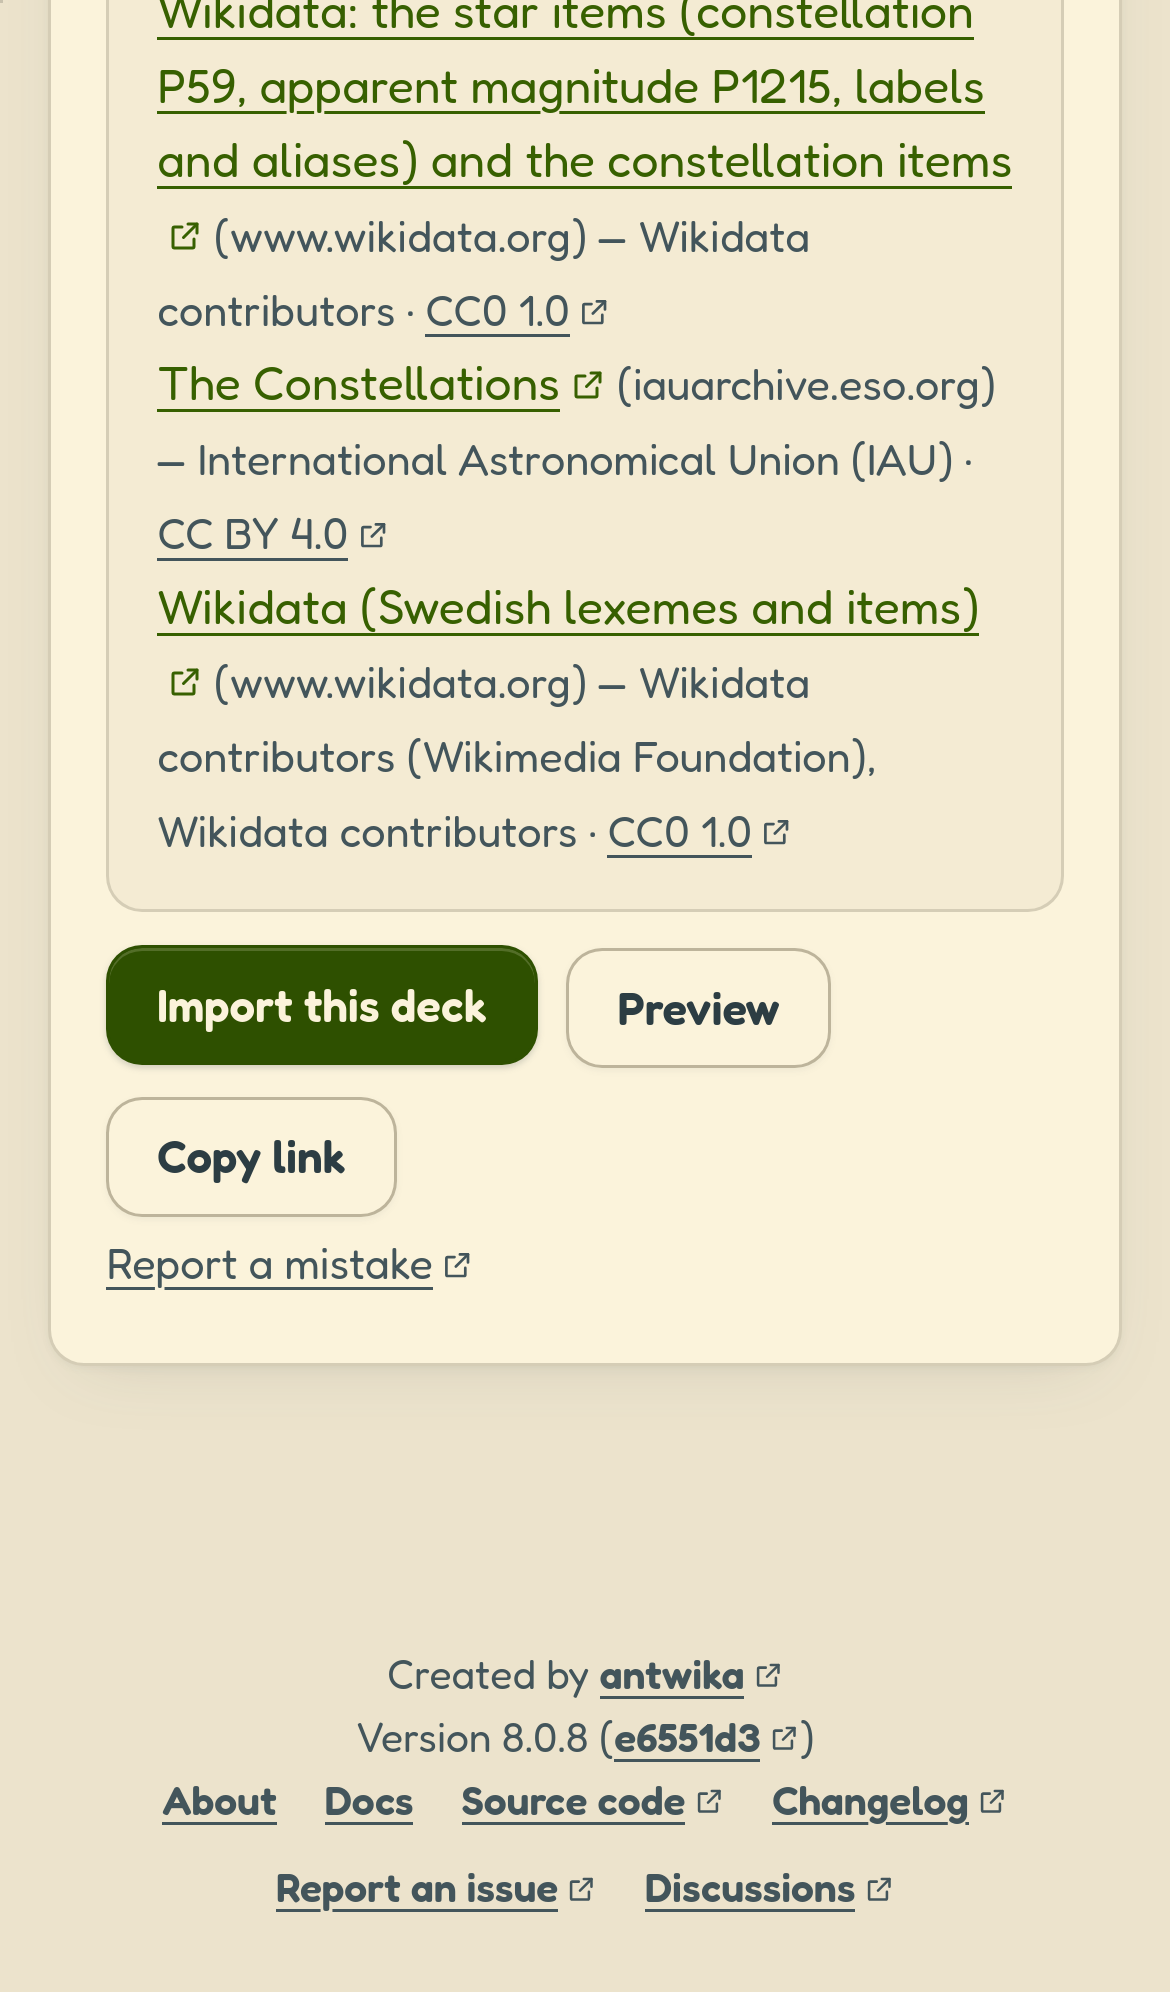 Wikidata: the star items (constellation
P59, apparent magnitude P1215, labels
and aliases) and the constellation items
(www.wikidata.org) — Wikidata
contributors · CC0 1.0
The Constellations (iauarchive.eso.org)
— International Astronomical Union (IAU) ·
CC BY 4.0
Wikidata (Swedish lexemes and items)
(www.wikidata.org) — Wikidata
contributors (Wikimedia Foundation),
Wikidata contributors · CC0 1.0
Import this deck Preview
Copy link
Report a mistake
Created by antwika
Version 8.0.8 (e6551d3)
About Docs Source code Changelog
Report an issue Discussions